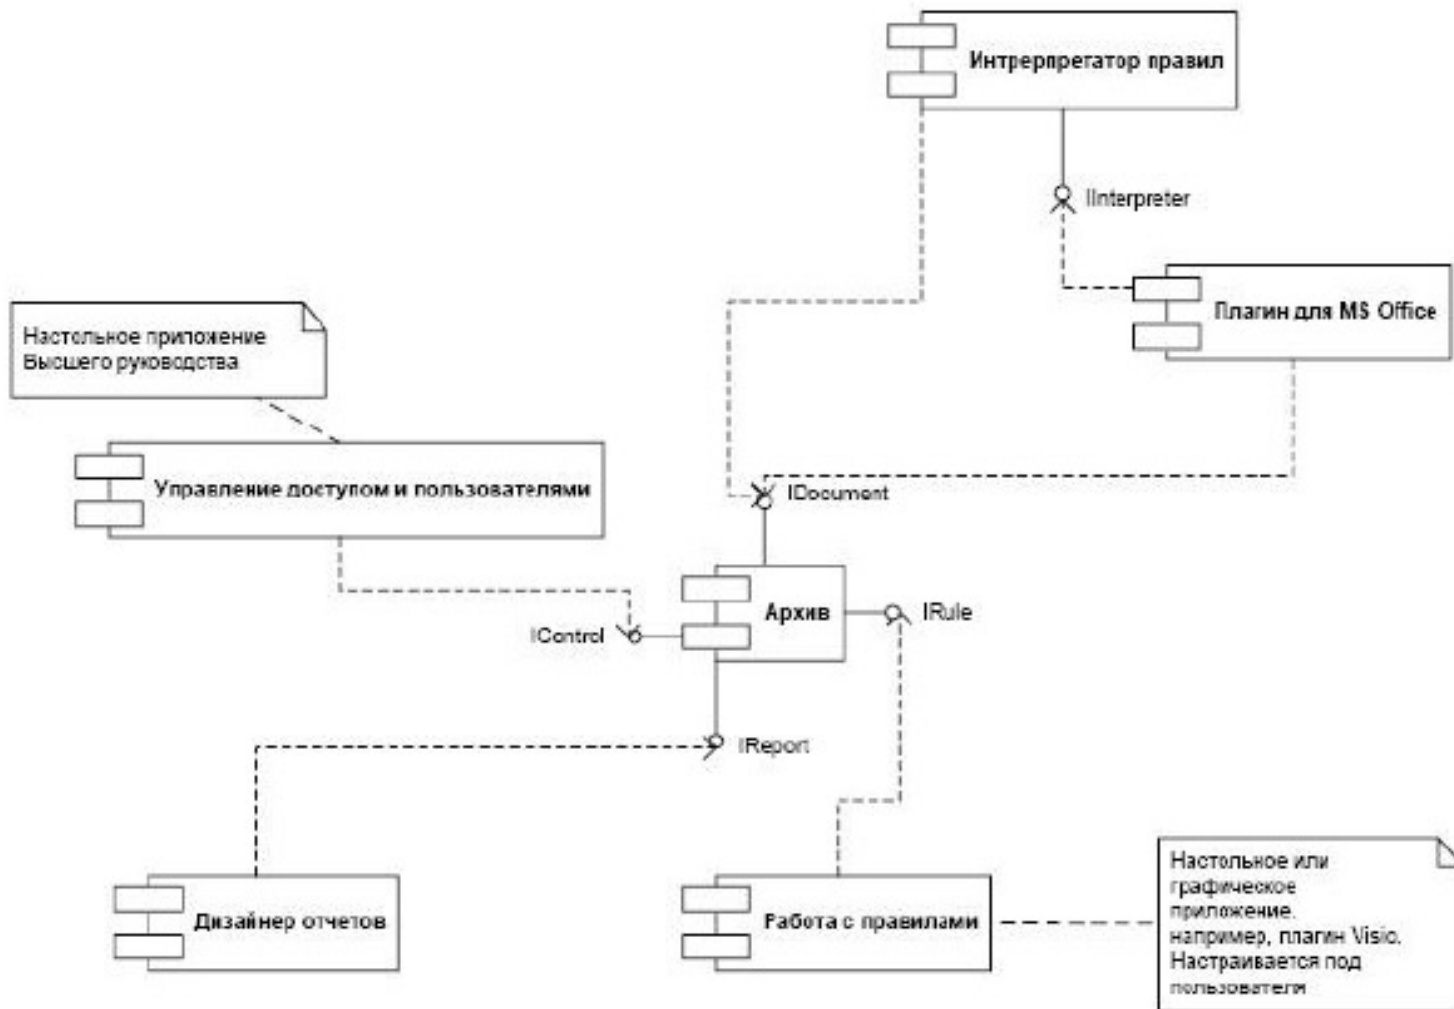 Интрерпретатор правил
IInterpreter
Плагин для MS Office
Настольное приложение
Высшего руководства
Управление доступом и пользователями
IDocument
Архив
IRule
IControl
IReport
Дизайнер отчетов
Работа с правилами
Настольное или
графическое
приложение.
например, плагин Visio.
Настраивается под
пользователя